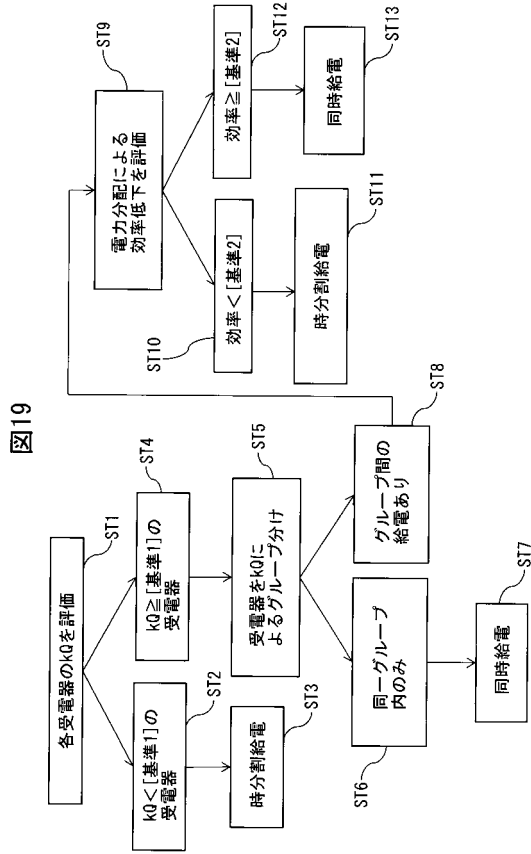 図19
各受電器のkQを評価
ST1
kQ<[基準1]の
受電器
ST2
時分割給電
ST3
kQ≧[基準1]の
受電器
ST4
受電器をkQに
よるグループ分け
ST5
同一グループ
内のみ
ST6
同時給電
ST7
グループ間の
給電あり
ST8
電力分配による
効率低下を評価
ST9
効率<[基準2]
ST10
時分割給電
ST11
効率≧[基準2]
ST12
同時給電
ST13